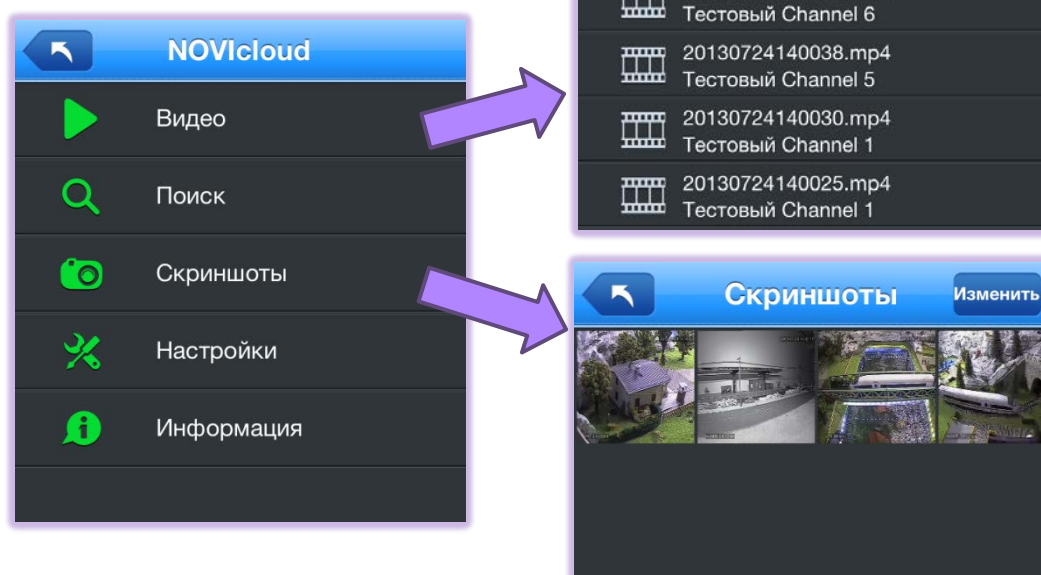 NOVIcloud
Видео
Поиск
Скриншоты
Настройки
Информация
Тестовый Channel 6
20130724140038.mp4
Тестовый Channel 5
20130724140030.mp4
Тестовый Channel 1
20130724140025.mp4
Тестовый Channel 1
Скриншоты
Изменить